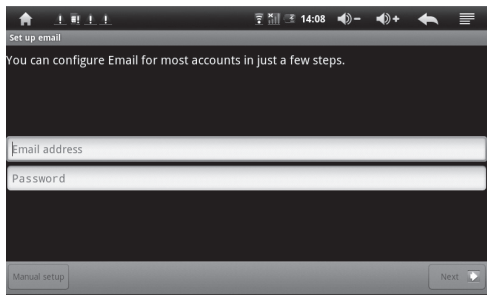 14:08
Set up email
You can configure Email for most accounts in just a few steps.
Email address
Password
Manual setup
Next